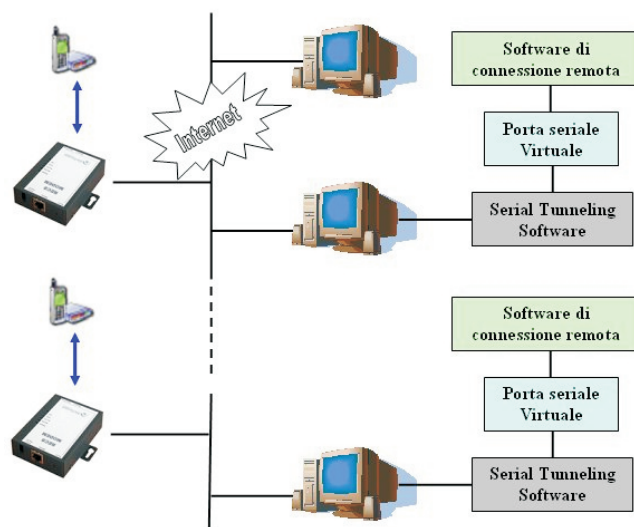 Software di
connessione remota
Internet
Porta seriale
Virtuale
Serial Tunneling
Software
Software di
connessione remota
Porta seriale
Virtuale
Serial Tunneling
Software